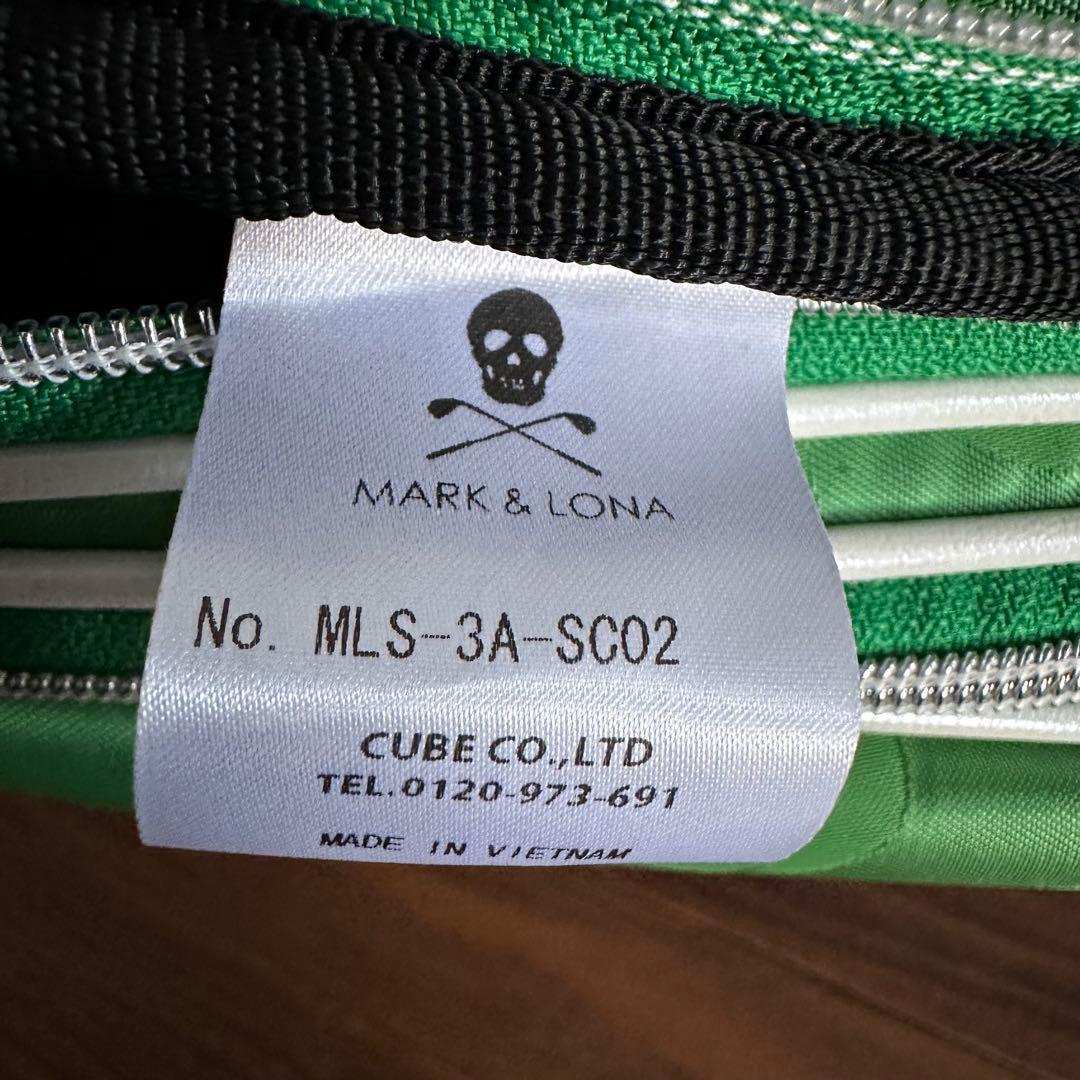 MARK & LONA
No. MLS-3A-SC02
CUBE CO.,LTD
TEL.0120-973-691
MADE IN VIETNAM